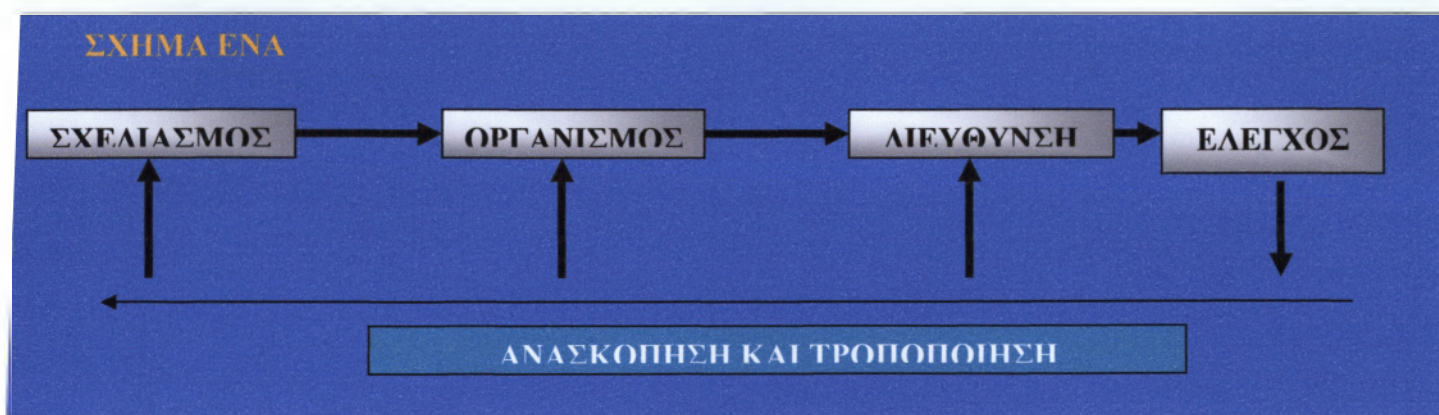 ΣΧΗΜΑ ΕΝΑ
ΣΧΕΔΙΑΣΜΟΣ
ΟΡΓΑΝΙΣΜΟΣ
ΔΙΕΥΘΥΝΣΗ
ΕΛΕΓΧΟΣ
ΑΝΑΣΚΟΠΗΣΗ ΚΑΙ ΤΡΟΠΟΠΟΙΗΣΗ